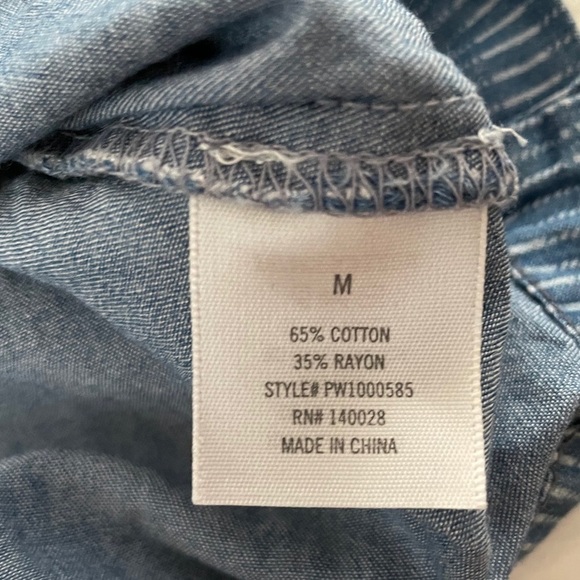 M
65% COTTON
35% RAYON
STYLE# PW1000585
RN# 140028
MADE IN CHINA